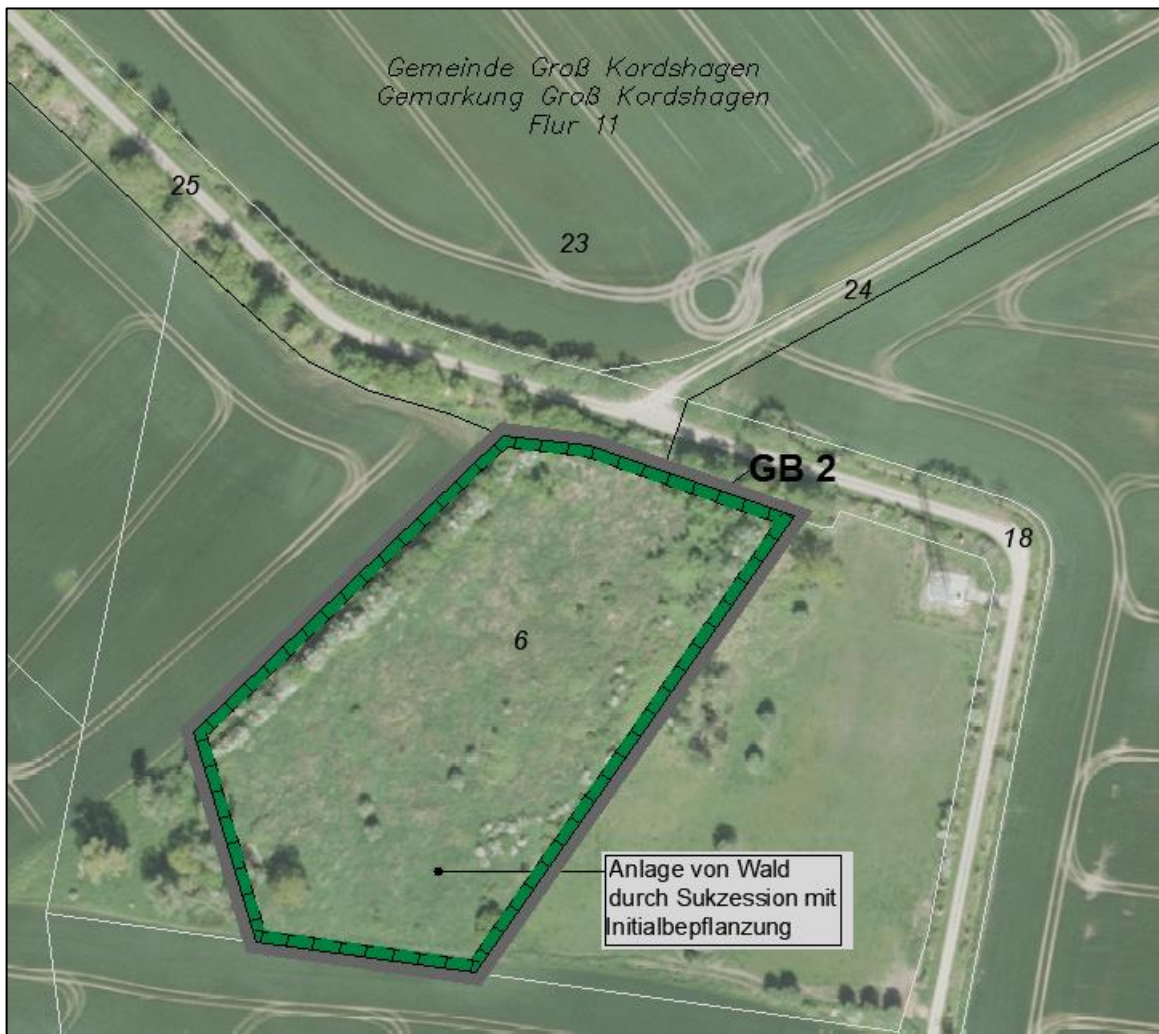 Gemeinde Groß Kordshagen
Gemarkung Groß Kordshagen
Flur 11
25
23
24
GB 2
18
6
Anlage von Wald
durch Sukzession mit
Initialbepflanzung